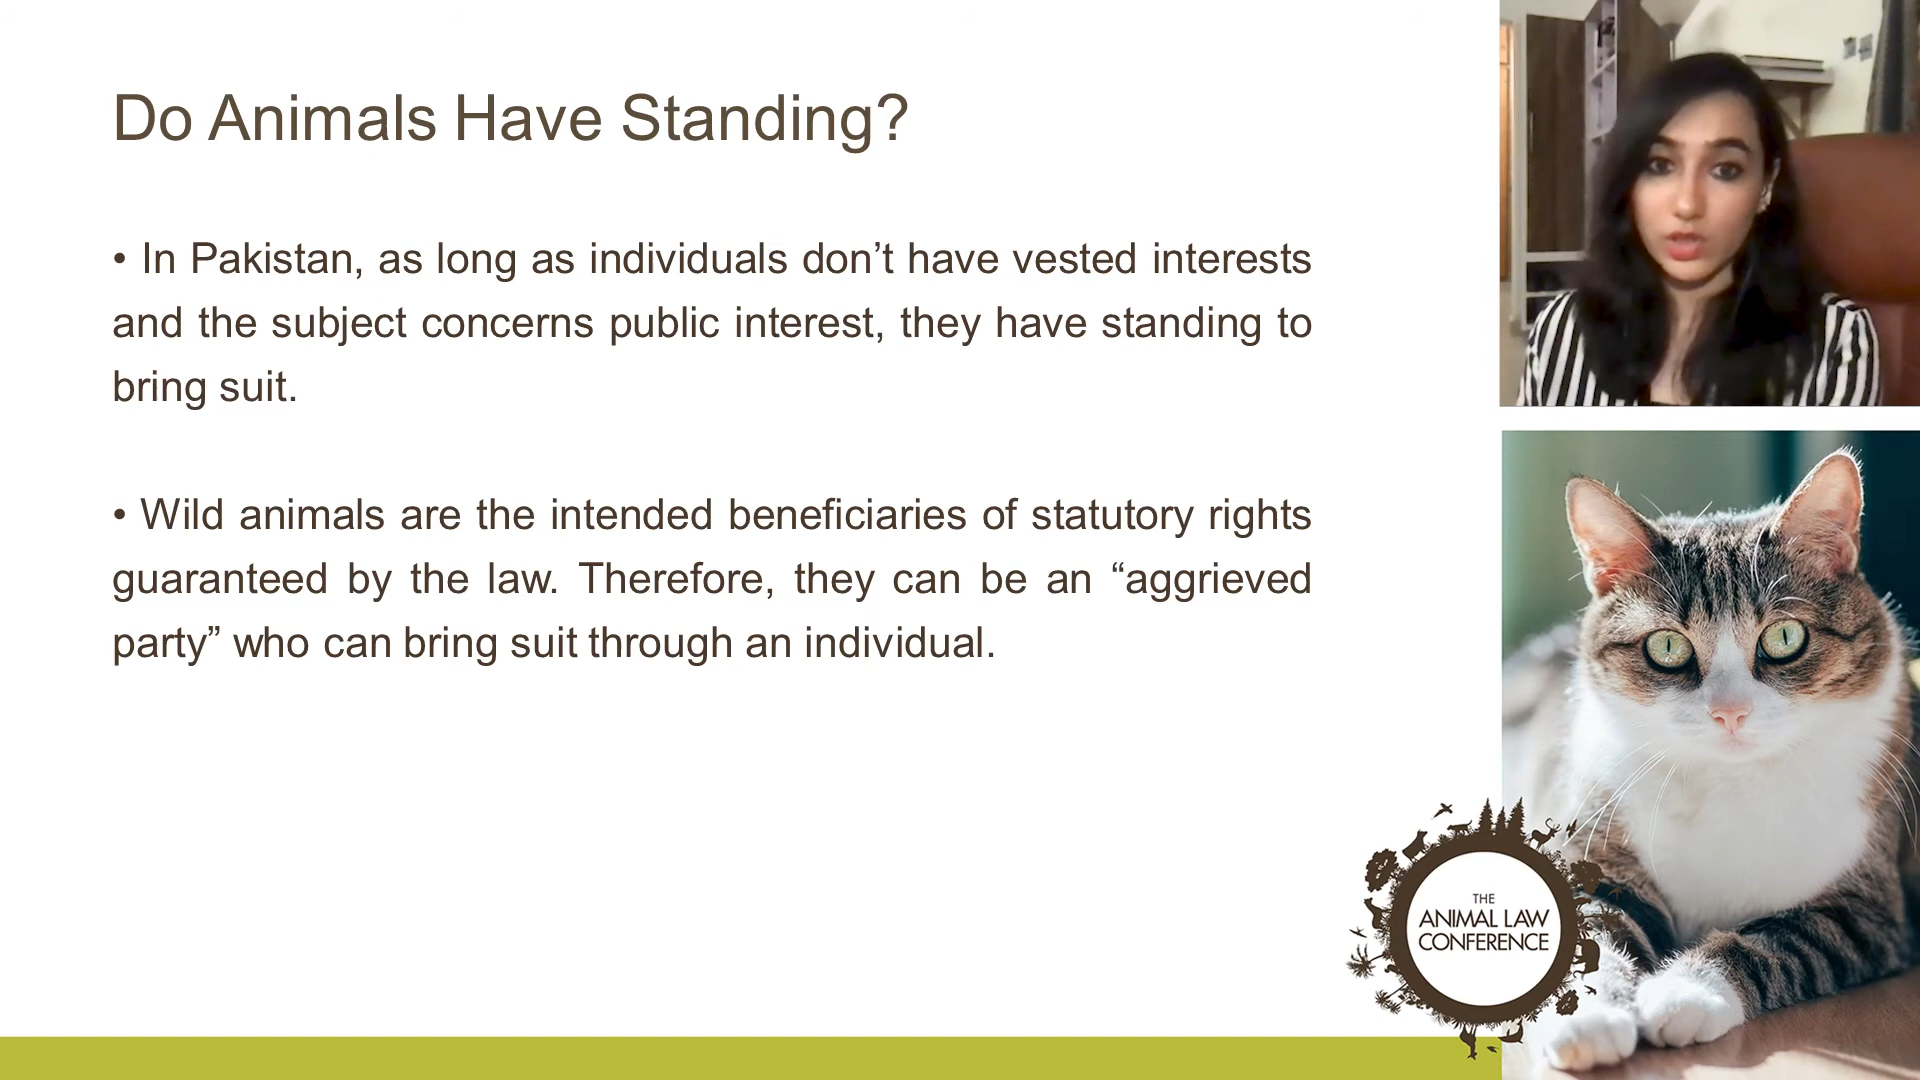 Do Animals Have Standing?
• In Pakistan, as long as individuals don’t have vested interests
and the subject concerns public interest, they have standing to
bring suit.
• Wild animals are the intended beneficiaries of statutory rights
guaranteed by the law. Therefore, they can be an “aggrieved
party” who can bring suit through an individual.
THE
ANIMAL LAW
CONFERENCE